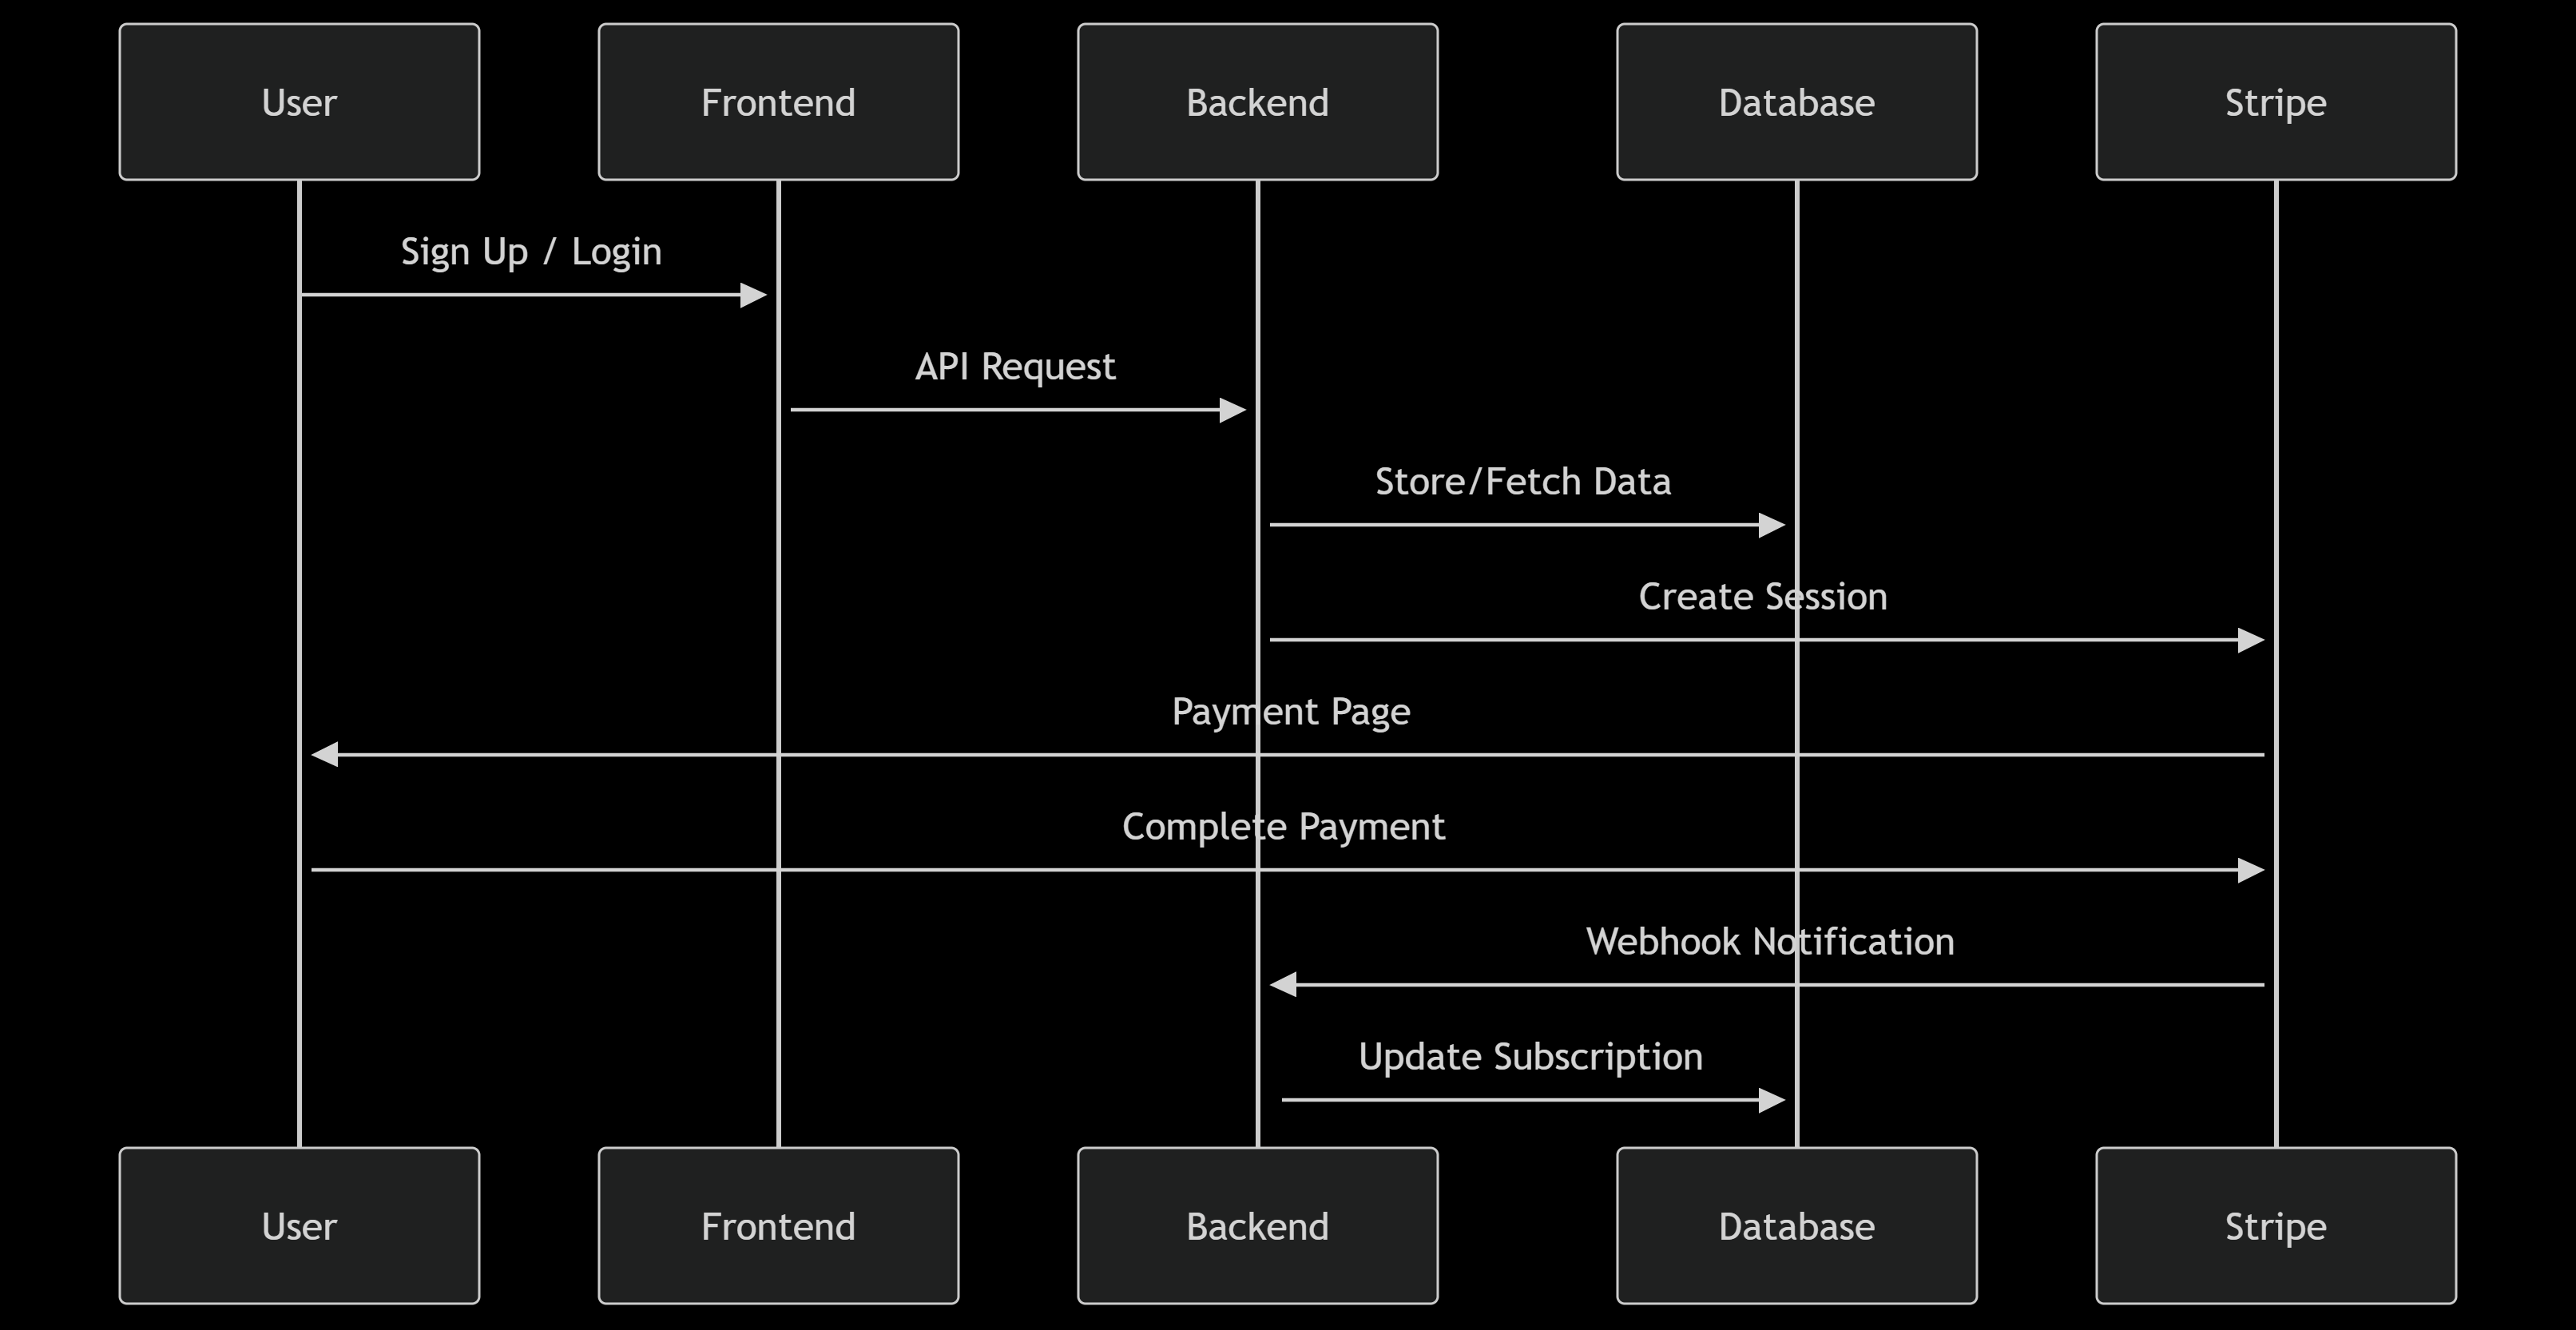 User
Frontend
Backend
Database
Stripe
Sign Up / Login
API Request
Store/Fetch Data
Create Session
Payment Page
Complete Payment
Webhook Notification
Update Subscription
User
Frontend
Backend
Database
Stripe